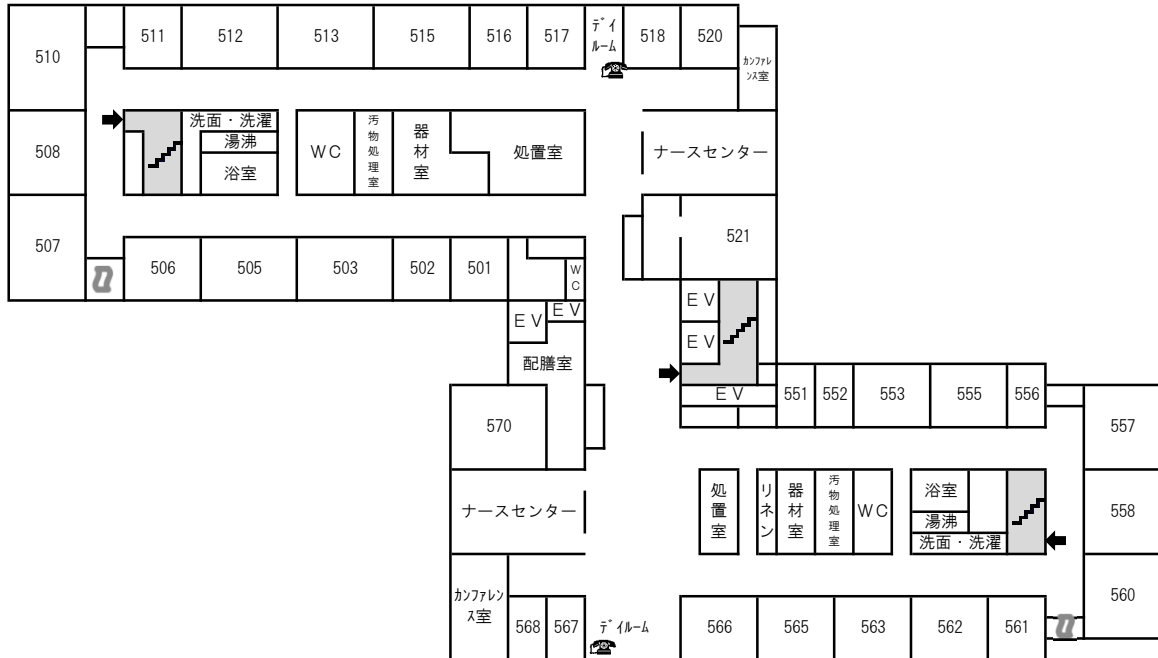 510
511
512
513
515
516
517
ﾃﾞｲ
ﾙｰﾑ
518
520
ｶﾝﾌｧﾚ
ﾝｽ室
508
洗面・洗濯
湯沸
浴室
ＷＣ
汚物処理室
器材室
処置室
ナースセンター
507
506
505
503
502
501
ＷＣ
521
ＥＶ
ＥＶ
ＥＶ
ＥＶ
配膳室
ＥＶ
551
552
553
555
556
557
570
ナースセンター
処置室
リネン
器材室
汚物処理室
ＷＣ
浴室
湯沸
洗面・洗濯
558
ｶﾝﾌｧﾚﾝ
ｽ室
568
567
ﾃﾞｲﾙｰﾑ
566
565
563
562
561
560